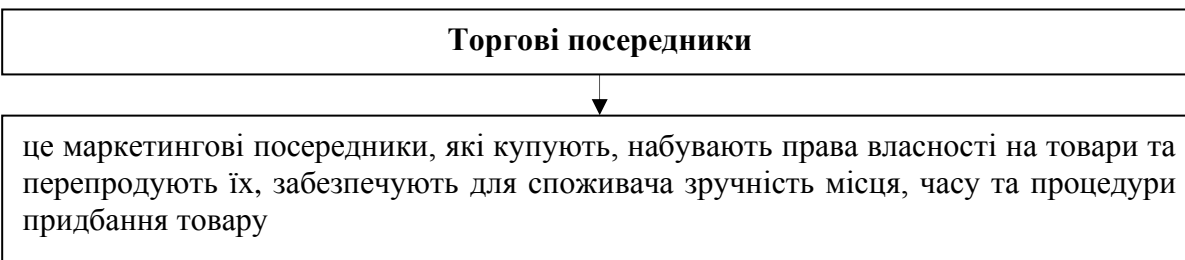 Торгові посередники
це маркетингові посередники, які купують, набувають права власності на товари та
перепродують їх, забезпечують для споживача зручність місця, часу та процедури
придбання товару